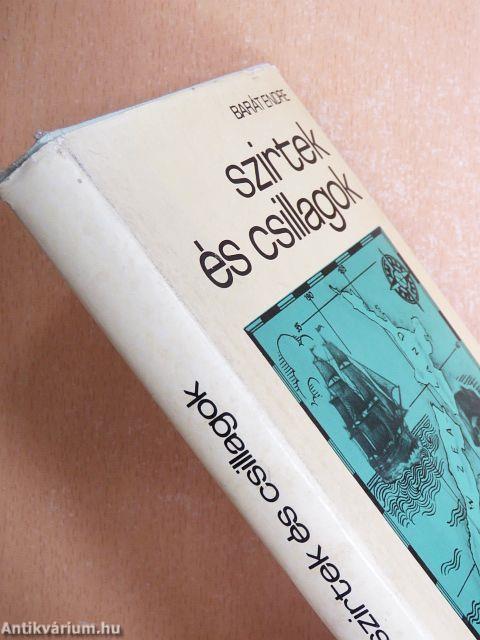 BARÁT ENDRE
szirtek
és csillagok
szirtek és csillagok
Antikvárium.hu